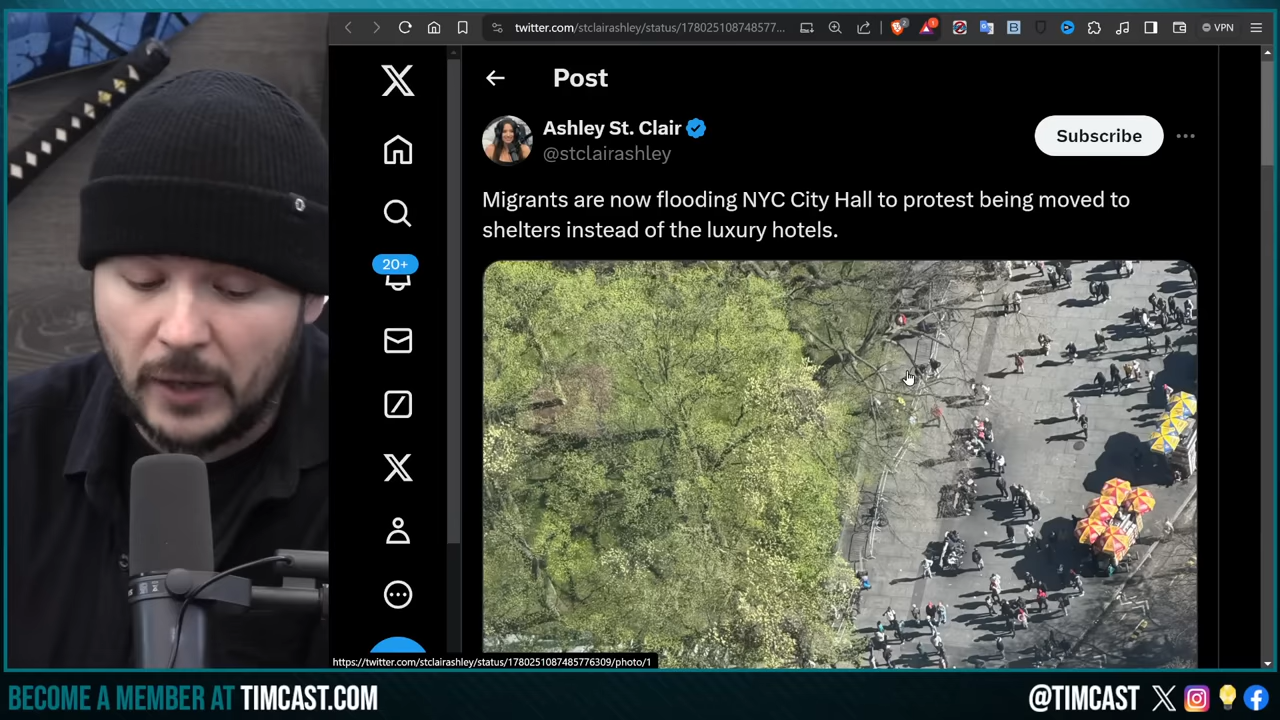 twitter.com/stclairashley/status/178025108748577...
2
1
VPN
Post
Ashley St. Clair
@stclairashley
Subscribe
Migrants are now flooding NYC City Hall to protest being moved to
shelters instead of the luxury hotels.
20+
https://twitter.com/stclairashley/status/1780251087485776309/photo/1
BECOME A MEMBER AT TIMCAST.COM
@TIMCAST